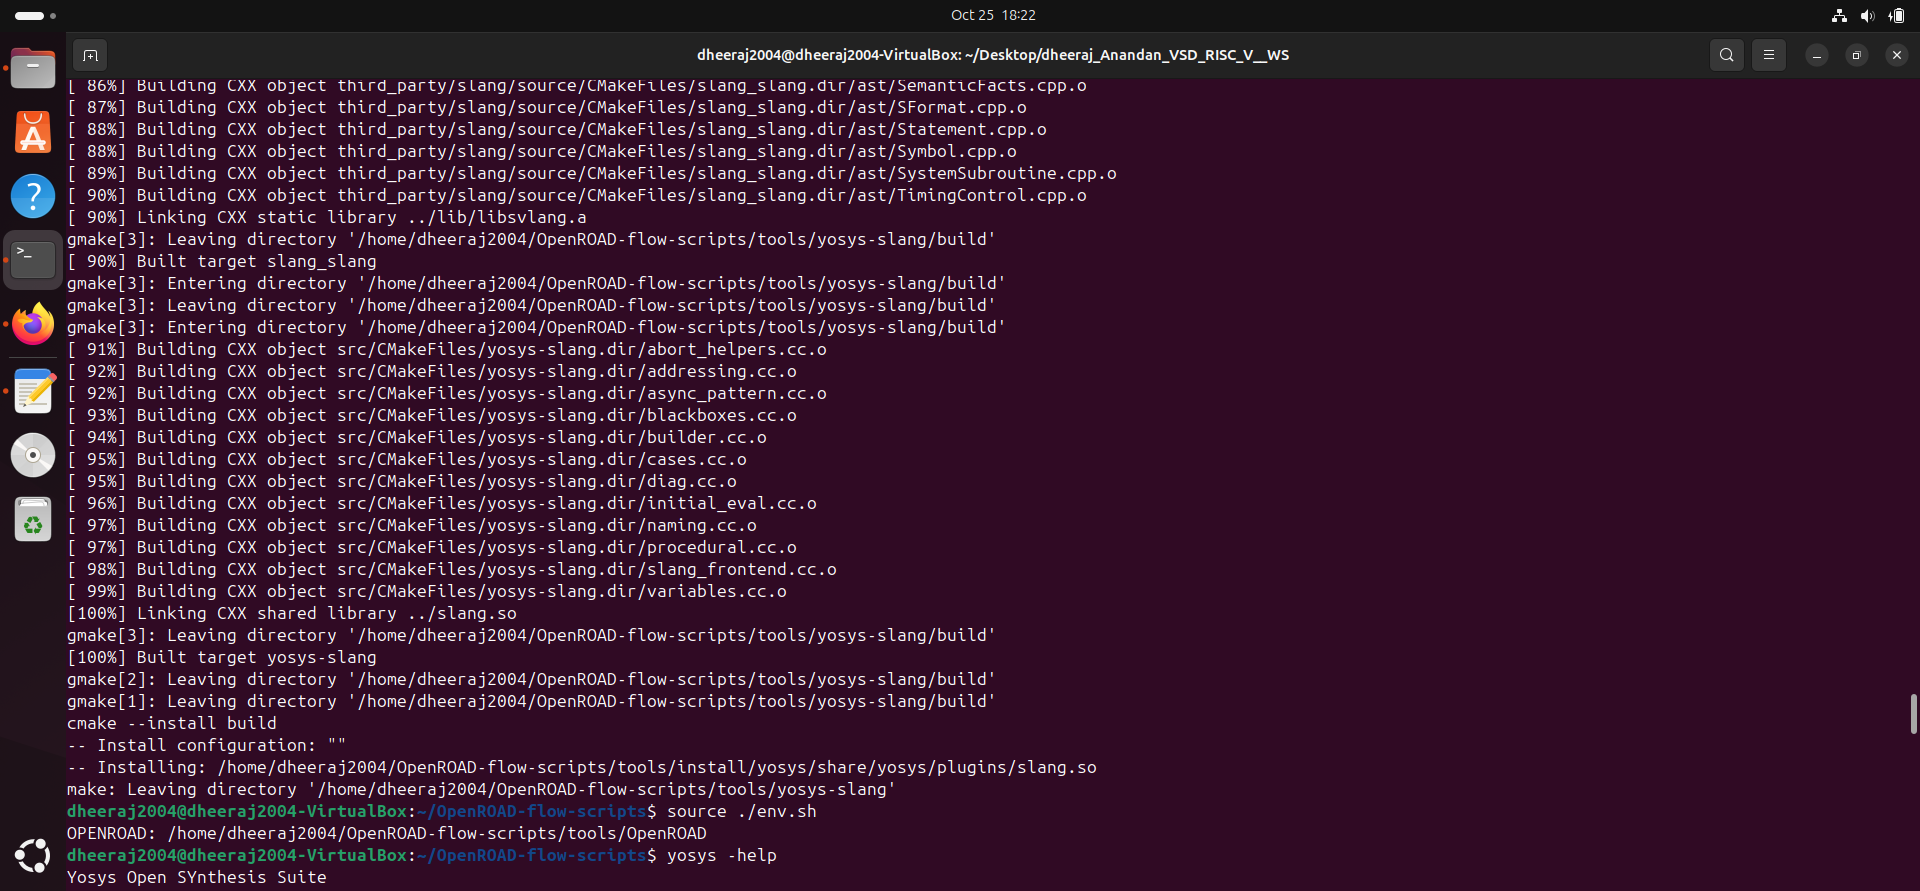 Oct 25 18:22
dheeraj2004@dheeraj2004-VirtualBox: ~/Desktop/dheeraj_Anandan_VSD_RISC_V__WS
[ 86%] Building CXX object third_party/slang/source/CMakeFiles/slang_slang.dir/ast/SemanticFacts.cpp.o
[ 87%] Building CXX object third_party/slang/source/CMakeFiles/slang_slang.dir/ast/SFormat.cpp.o
[ 88%] Building CXX object third_party/slang/source/CMakeFiles/slang_slang.dir/ast/Statement.cpp.o
[ 88%] Building CXX object third_party/slang/source/CMakeFiles/slang_slang.dir/ast/Symbol.cpp.o
[ 89%] Building CXX object third_party/slang/source/CMakeFiles/slang_slang.dir/ast/SystemSubroutine.cpp.o
[ 90%] Building CXX object third_party/slang/source/CMakeFiles/slang_slang.dir/ast/TimingControl.cpp.o
[ 90%] Linking CXX static library ../lib/libsvlang.a
gmake[3]: Leaving directory '/home/dheeraj2004/OpenROAD-flow-scripts/tools/yosys-slang/build'
[ 90%] Built target slang_slang
gmake[3]: Entering directory '/home/dheeraj2004/OpenROAD-flow-scripts/tools/yosys-slang/build'
gmake[3]: Leaving directory '/home/dheeraj2004/OpenROAD-flow-scripts/tools/yosys-slang/build'
gmake[3]: Entering directory '/home/dheeraj2004/OpenROAD-flow-scripts/tools/yosys-slang/build'
[ 91%] Building CXX object src/CMakeFiles/yosys-slang.dir/abort_helpers.cc.o
[ 92%] Building CXX object src/CMakeFiles/yosys-slang.dir/addressing.cc.o
[ 92%] Building CXX object src/CMakeFiles/yosys-slang.dir/async_pattern.cc.o
[ 93%] Building CXX object src/CMakeFiles/yosys-slang.dir/blackboxes.cc.o
[ 94%] Building CXX object src/CMakeFiles/yosys-slang.dir/builder.cc.o
[ 95%] Building CXX object src/CMakeFiles/yosys-slang.dir/cases.cc.o
[ 95%] Building CXX object src/CMakeFiles/yosys-slang.dir/diag.cc.o
[ 96%] Building CXX object src/CMakeFiles/yosys-slang.dir/initial_eval.cc.o
[ 97%] Building CXX object src/CMakeFiles/yosys-slang.dir/naming.cc.o
[ 97%] Building CXX object src/CMakeFiles/yosys-slang.dir/procedural.cc.o
[ 98%] Building CXX object src/CMakeFiles/yosys-slang.dir/slang_frontend.cc.o
[ 99%] Building CXX object src/CMakeFiles/yosys-slang.dir/variables.cc.o
[100%] Linking CXX shared library ../slang.so
gmake[3]: Leaving directory '/home/dheeraj2004/OpenROAD-flow-scripts/tools/yosys-slang/build'
[100%] Built target yosys-slang
gmake[2]: Leaving directory '/home/dheeraj2004/OpenROAD-flow-scripts/tools/yosys-slang/build'
gmake[1]: Leaving directory '/home/dheeraj2004/OpenROAD-flow-scripts/tools/yosys-slang/build'
cmake --install build
-- Install configuration: ""
-- Installing: /home/dheeraj2004/OpenROAD-flow-scripts/tools/install/yosys/share/yosys/plugins/slang.so
make: Leaving directory '/home/dheeraj2004/OpenROAD-flow-scripts/tools/yosys-slang'
dheeraj2004@dheeraj2004-VirtualBox:~/OpenROAD-flow-scripts$ source ./env.sh
OPENROAD: /home/dheeraj2004/OpenROAD-flow-scripts/tools/OpenROAD
dheeraj2004@dheeraj2004-VirtualBox:~/OpenROAD-flow-scripts$ yosys -help
Yosys Open SYnthesis Suite